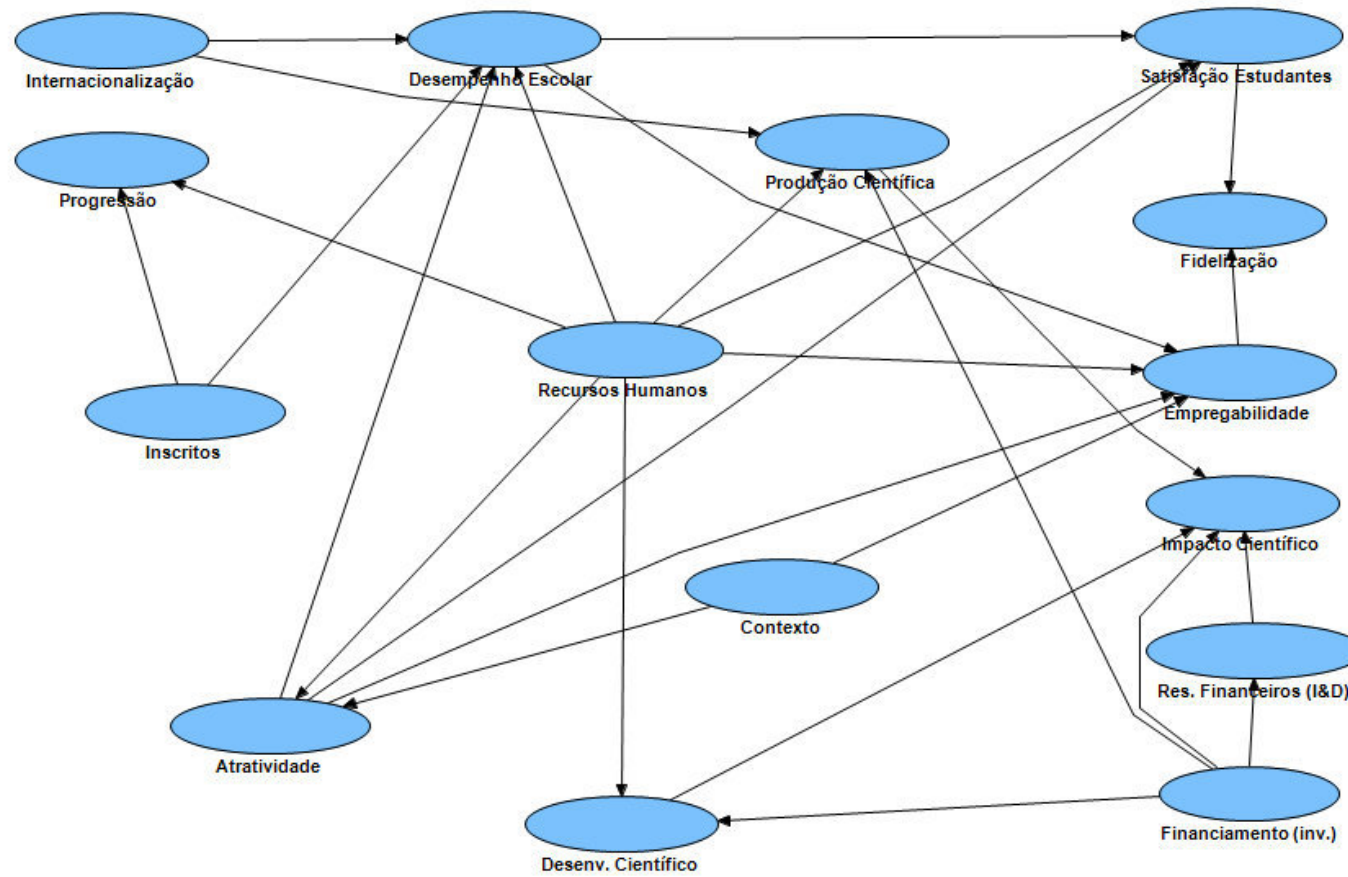 Internacionalização
Desempenho Escolar
Satisfação Estudantes
Progressão
Produção Científica
Fidelização
Recursos Humanos
Empregabilidade
Inscritos
Impacto Científico
Contexto
Res. Financeiros (I&D)
Atratividade
Financiamento (inv.)
Desenv. Científico